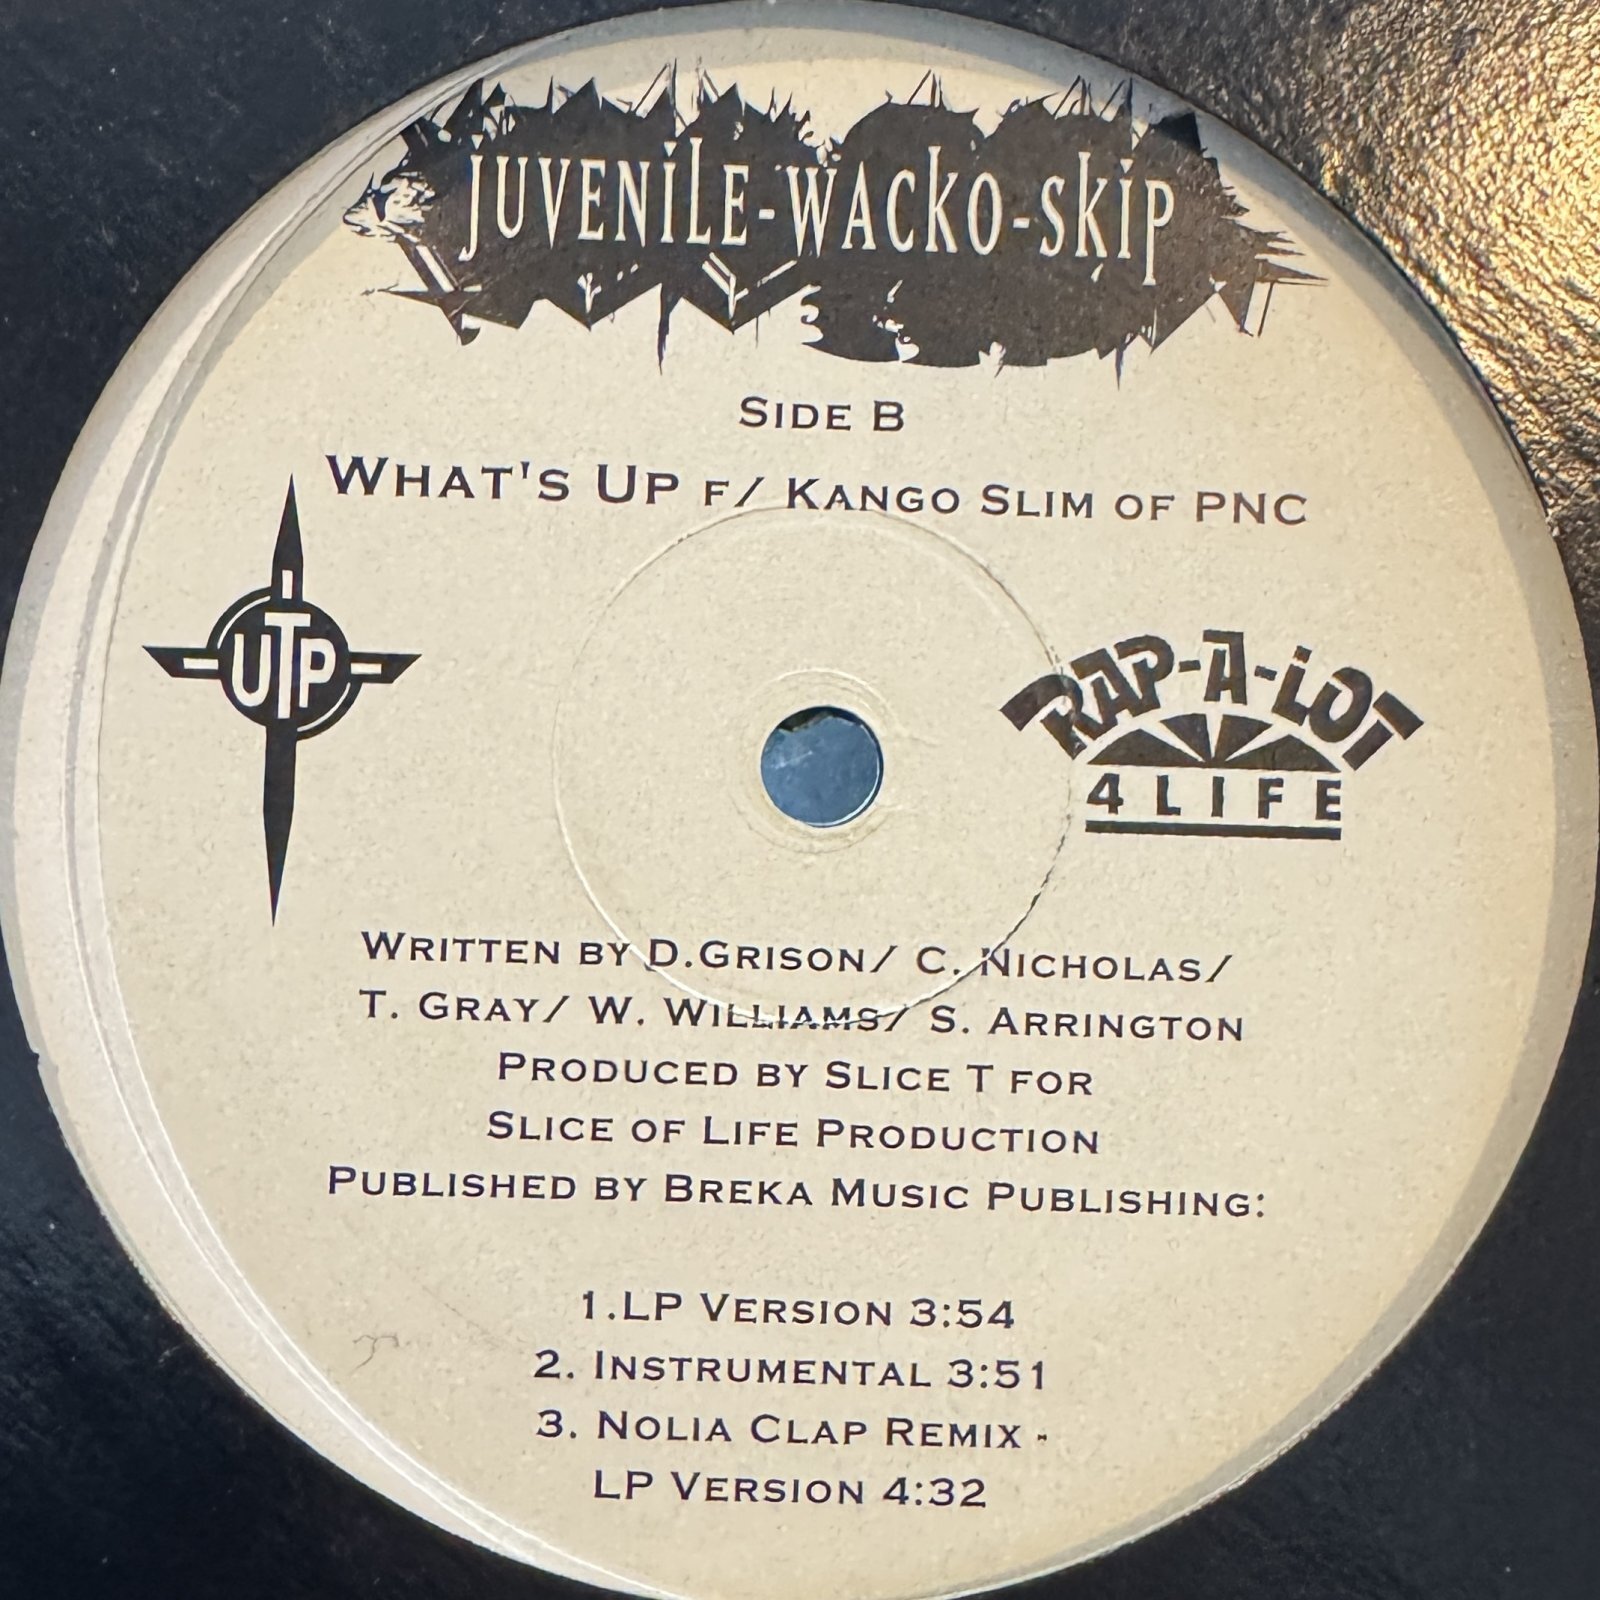 JUVENILE-WACKO-SKIP
SIDE B
WHAT'S UP F/ KANGO SLIM OF PNC
UTP
RAP-A-LOT
4 LIFE
WRITTEN BY D.GRISON/ C. NICHOLAS/
T. GRAY/ W. WILLIAMS/ S. ARRINGTON
PRODUCED BY SLICE T FOR
SLICE OF LIFE PRODUCTION
PUBLISHED BY BREKA MUSIC PUBLISHING:
1.LP VERSION 3:54
2. INSTRUMENTAL 3:51
3. NOLIA CLAP REMIX -
LP VERSION 4:32